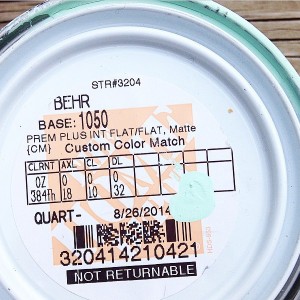 STR#3204
BEHR
BASE: 1050
PREM PLUS INT FLAT/FLAT, Matte
{CM} Custom Color Match
CLRNT AXL CL DL
OZ 0 0 0
384th 18 10 32
QUART- 8/26/2014
320414210421
NOT RETURNABLE